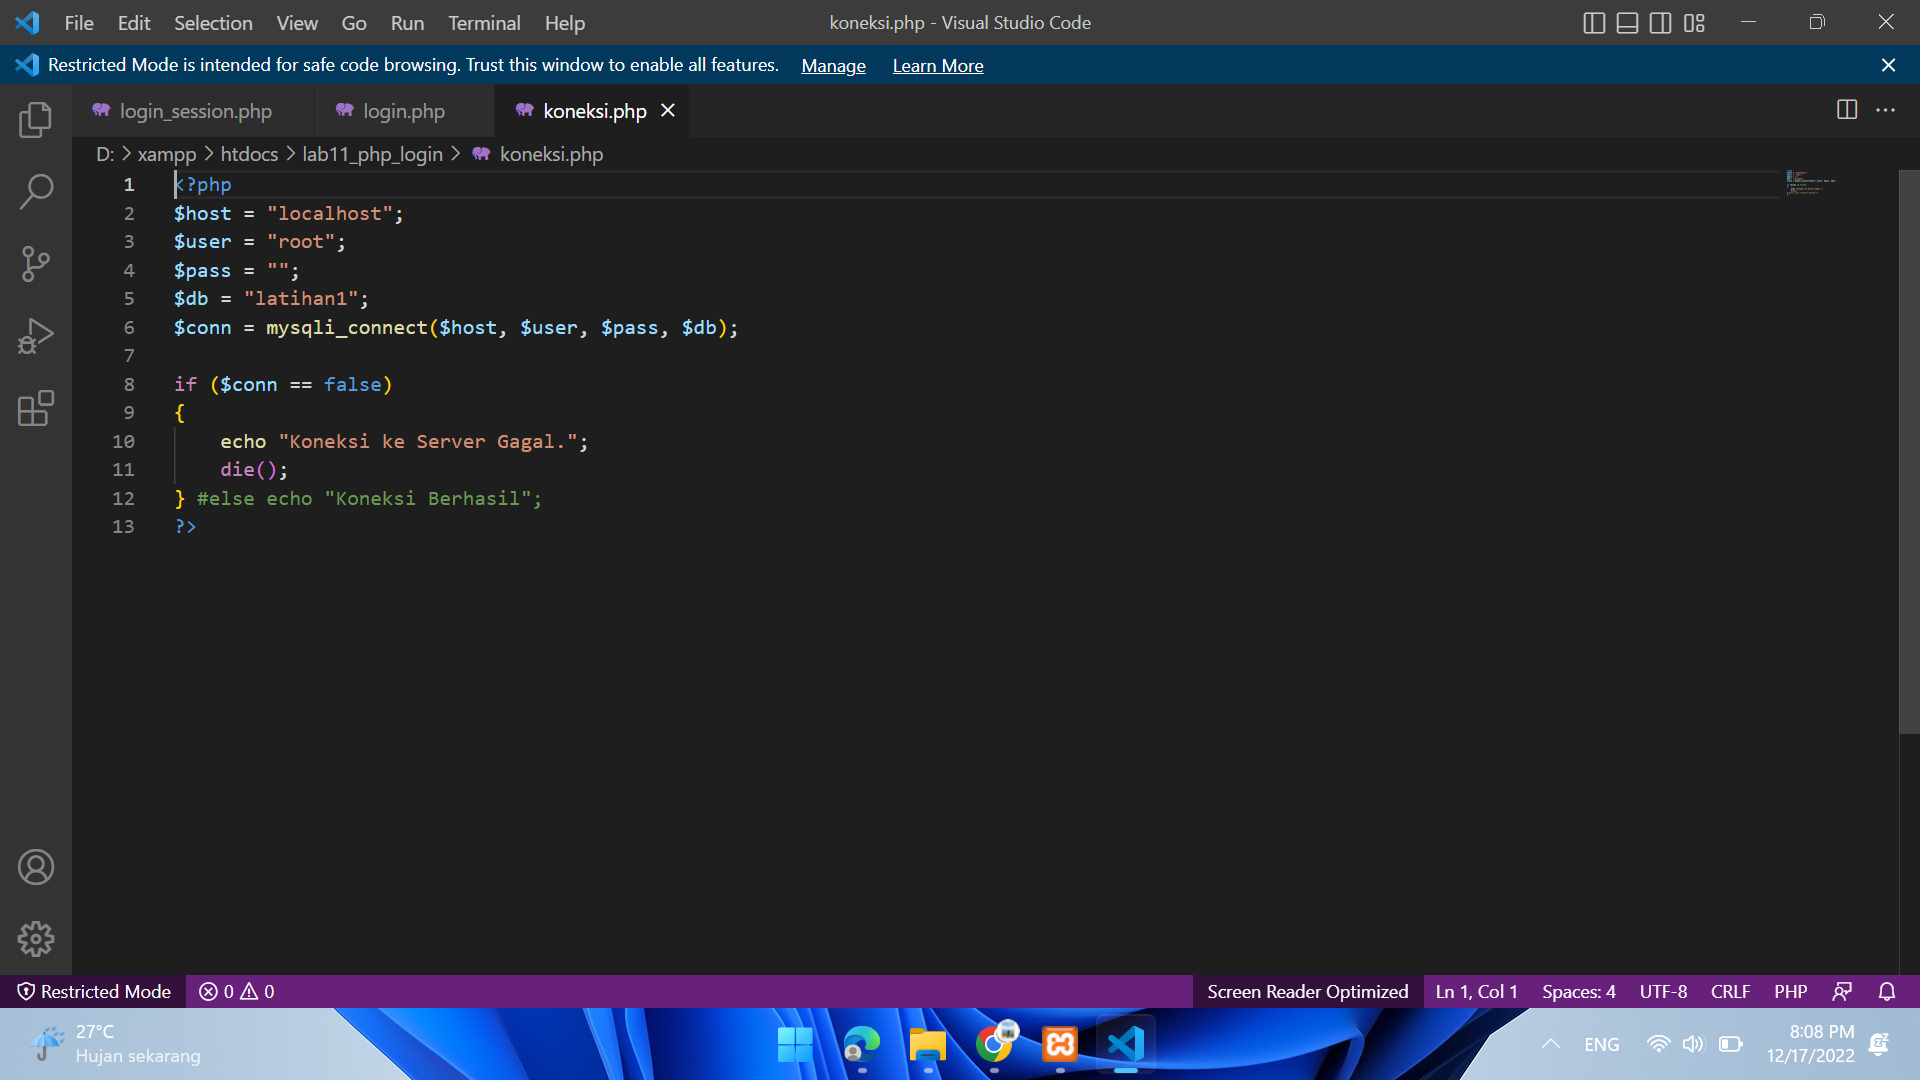 File Edit Selection View Go Run Terminal Help koneksi.php - Visual Studio Code
Restricted Mode is intended for safe code browsing. Trust this window to enable all features. Manage Learn More
login_session.php login.php koneksi.php
D: > xampp > htdocs > lab11_php_login > koneksi.php
1 <?php
2 $host = "localhost";
3 $user = "root";
4 $pass = "";
5 $db = "latihan1";
6 $conn = mysqli_connect($host, $user, $pass, $db);
7
8 if ($conn == false)
9 {
10     echo "Koneksi ke Server Gagal.";
11     die();
12 } #else echo "Koneksi Berhasil";
13 ?>
Restricted Mode 0 0 Screen Reader Optimized Ln 1, Col 1 Spaces: 4 UTF-8 CRLF PHP
27°C
Hujan sekarang
ENG
8:08 PM
12/17/2022